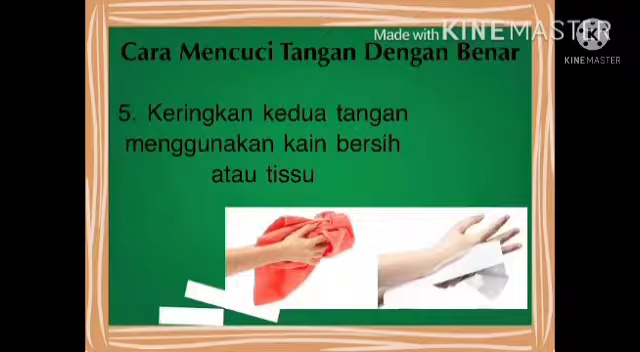 Made with KINEMASTER
K
KINEMASTER
Cara Mencuci Tangan Dengan Benar
5. Keringkan kedua tangan
menggunakan kain bersih
atau tissu